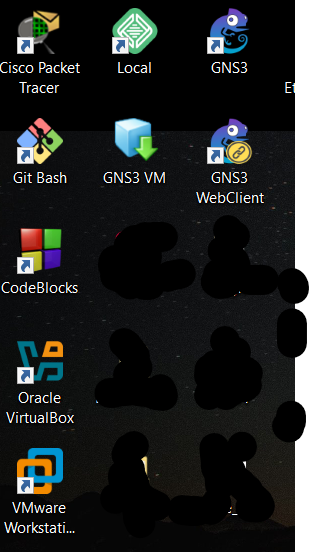 Cisco Packet
Tracer
Local
GNS3
Et
Git Bash
GNS3 VM
GNS3
WebClient
CodeBlocks
Oracle
VirtualBox
VMware
Workstati...